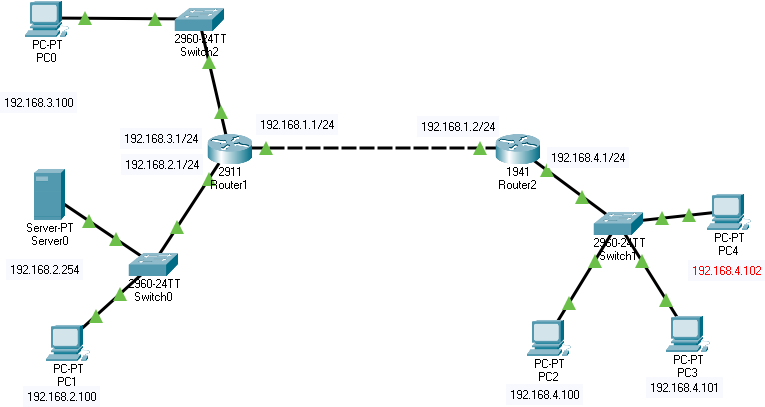 PC-PT
PC0
2960-24TT
Switch2
192.168.3.100
192.168.3.1/24
192.168.1.1/24
192.168.2.1/24
2911
Router1
192.168.1.2/24
1941
Router2
192.168.4.1/24
Server-PT
Server0
192.168.2.254
2960-24TT
Switch0
2960-24TT
Switch1
PC-PT
PC4
192.168.4.102
PC-PT
PC1
192.168.2.100
PC-PT
PC2
192.168.4.100
PC-PT
PC3
192.168.4.101